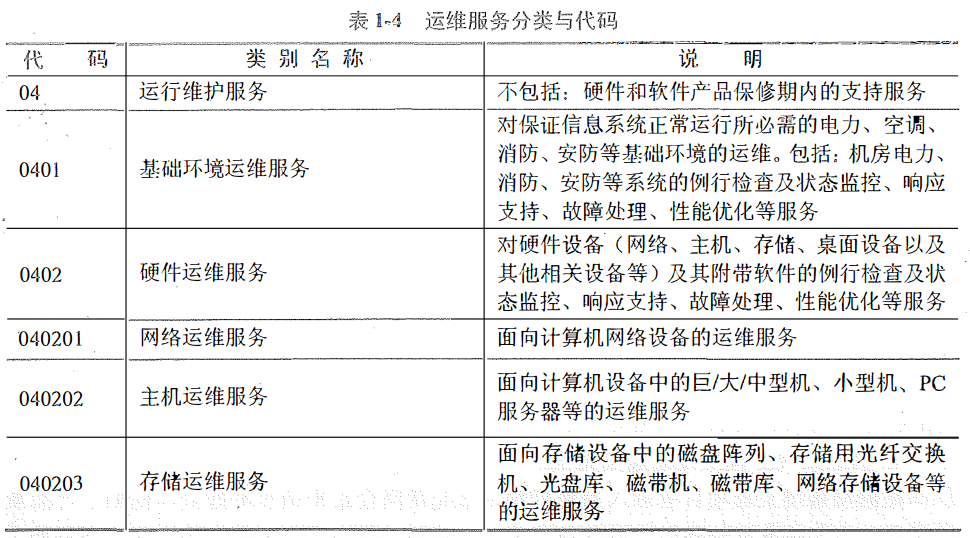 表 1-4 运维服务分类与代码
代 码 类 别 名 称 说 明
04 运行维护服务 不包括：硬件和软件产品保修期内的支持服务
对保证信息系统正常运行所必需的电力、空调、
消防、安防等基础环境的运维。包括：机房电力、
0401 基础环境运维服务
消防、安防等系统的例行检查及状态监控、响应
支持、故障处理、性能优化等服务
对硬件设备（网络、主机、存储、桌面设备以及
0402 硬件运维服务 其他相关设备等）及其附带软件的例行检查及状
态监控、响应支持、故障处理、性能优化等服务
040201 网络运维服务 面向计算机网络设备的运维服务
面向计算机设备中的巨/大/中型机、小型机、PC
040202 主机运维服务
服务器等的运维服务
面向存储设备中的磁盘阵列、存储用光纤交换
040203 存储运维服务 机、光盘库、磁带机、磁带库、网络存储设备等
的运维服务